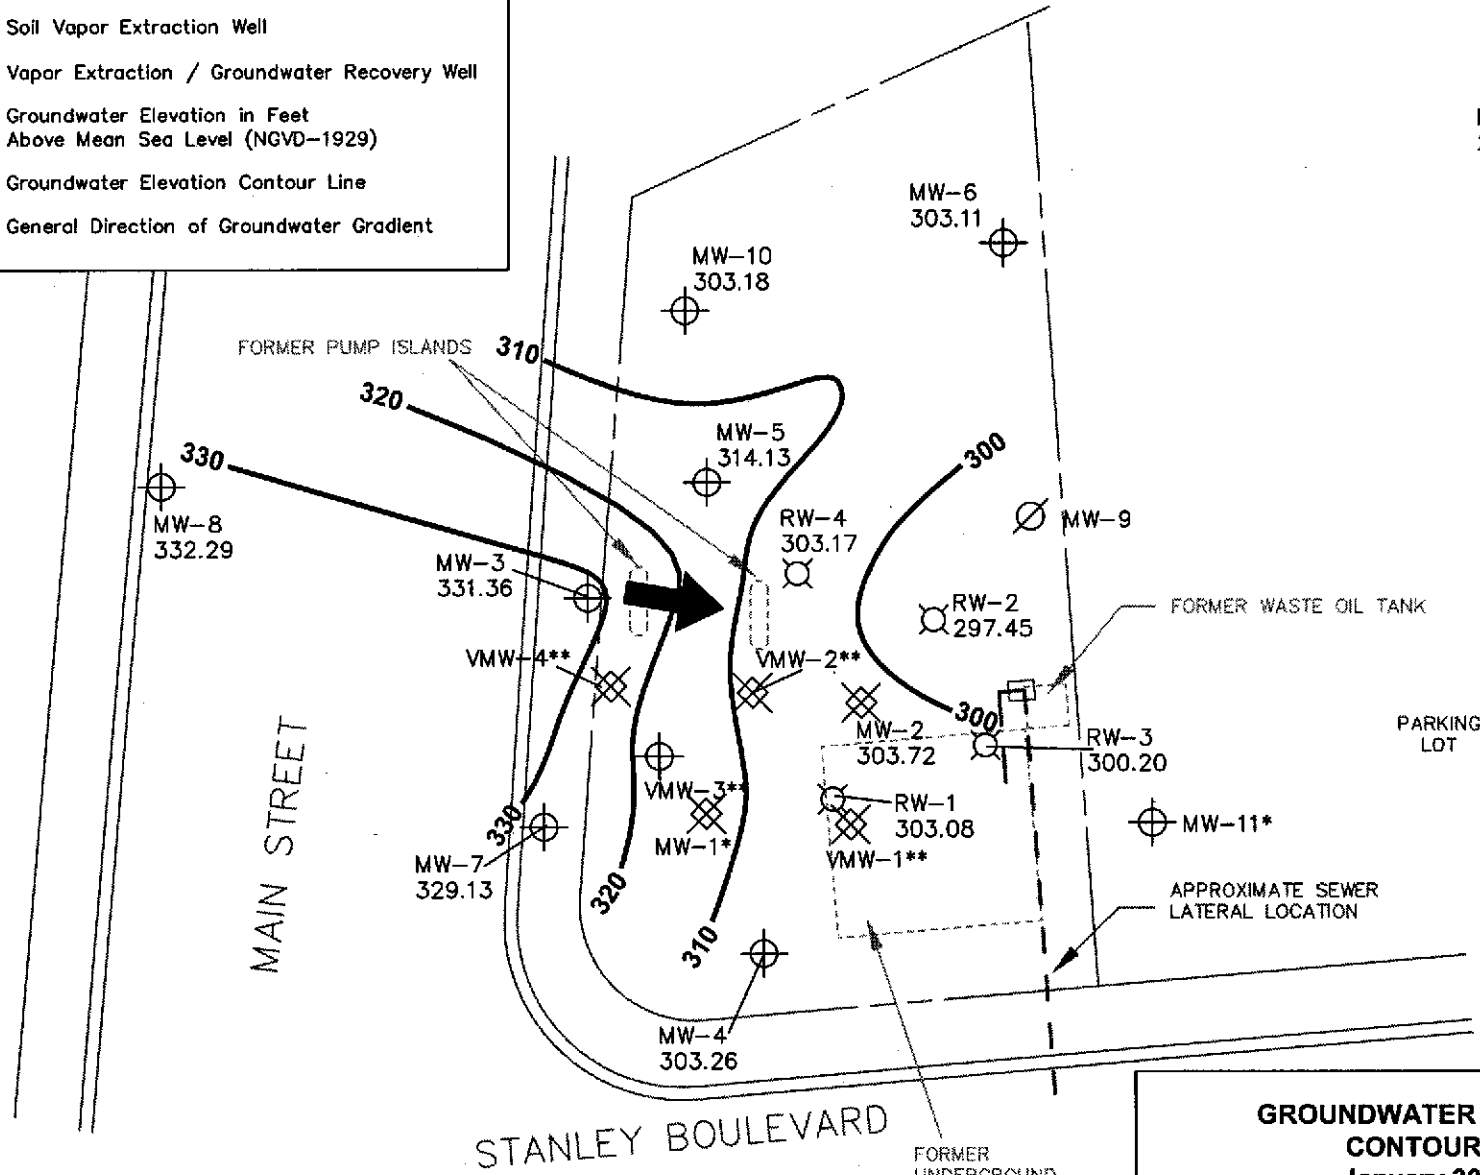 Soil Vapor Extraction Well
Vapor Extraction / Groundwater Recovery Well
Groundwater Elevation in Feet
Above Mean Sea Level (NGVD-1929)
Groundwater Elevation Contour Line
General Direction of Groundwater Gradient
MW-6
303.11
MW-10
303.18
FORMER PUMP ISLANDS
310
320
330
MW-5
314.13
300
MW-8
332.29
RW-4
303.17
MW-9
MW-3
331.36
RW-2
297.45
FORMER WASTE OIL TANK
VMW-4**
VMW-2**
300
MW-2
303.72
RW-3
300.20
PARKING
LOT
MAIN STREET
VMW-3**
RW-1
303.08
330
MW-1*
VMW-1**
MW-11*
MW-7
329.13
320
310
APPROXIMATE SEWER
LATERAL LOCATION
MW-4
303.26
STANLEY BOULEVARD
FORMER
UNDERGROUND
GROUNDWATER
CONTOUR